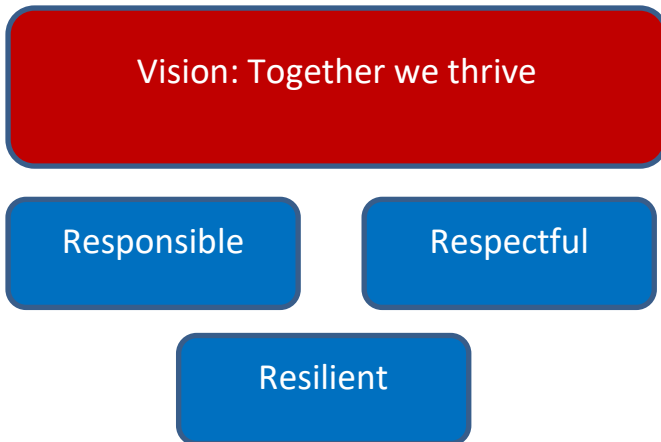 Vision: Together we thrive
Responsible
Respectful
Resilient